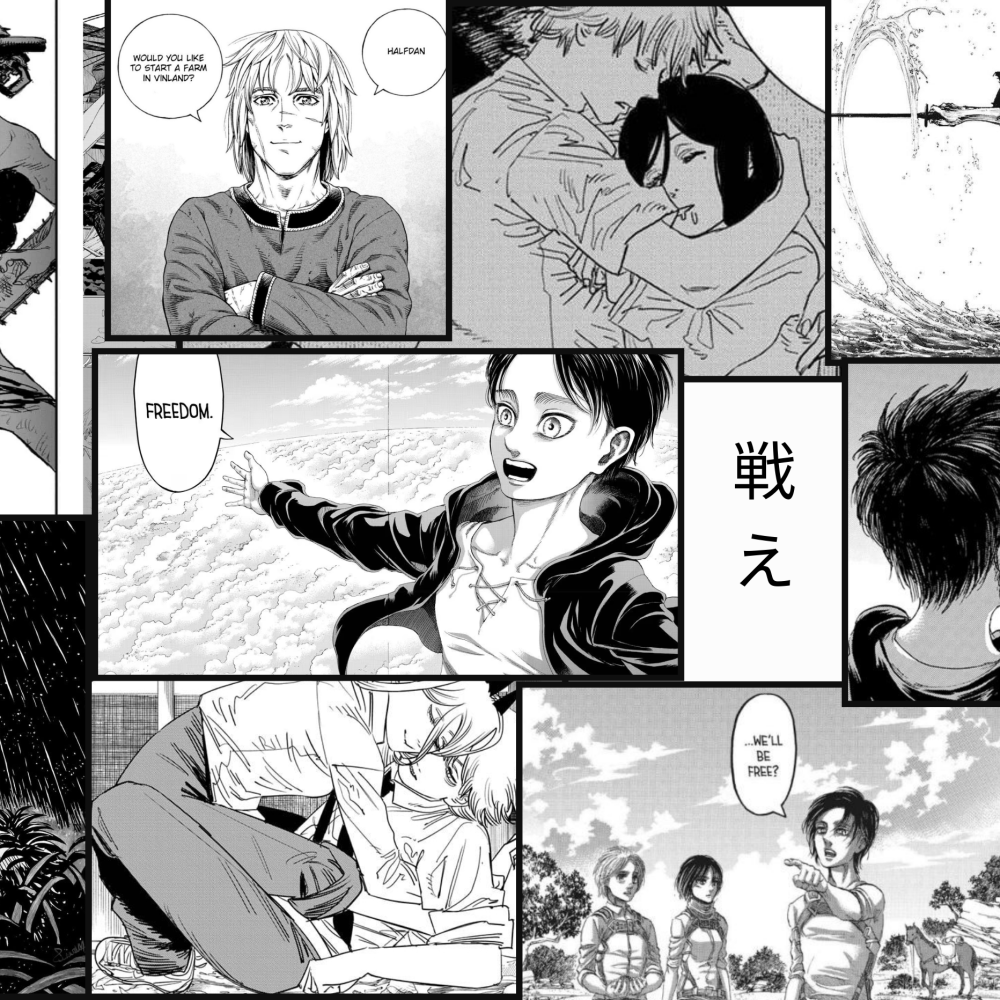 WOULD YOU LIKE
TO START A FARM
IN VINLAND?
HALFDAN
FREEDOM.
戦え
...WE'LL
BE
FREE?